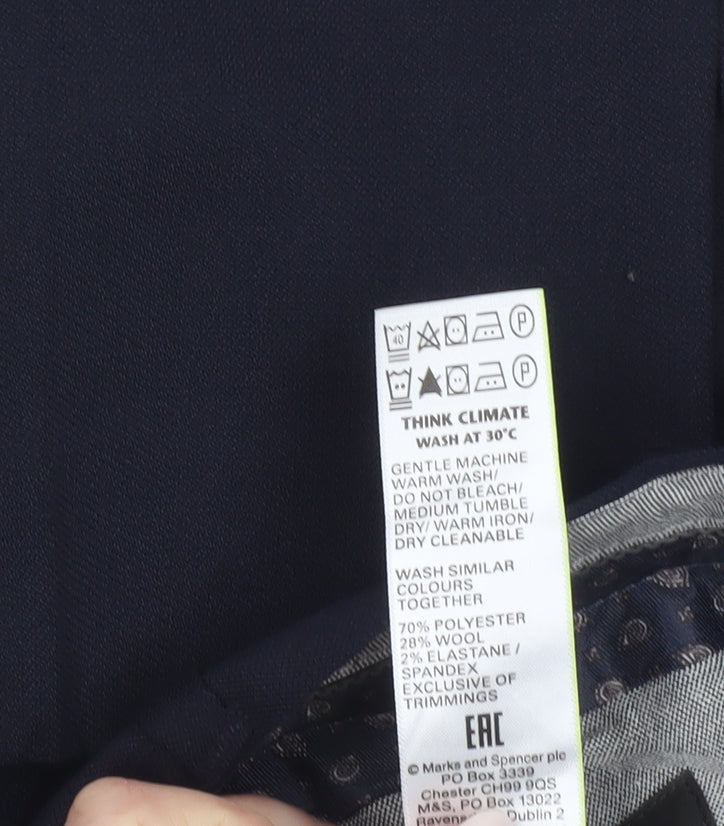 40 P
P
THINK CLIMATE
WASH AT 30°C
GENTLE MACHINE
WARM WASH/
DO NOT BLEACH/
MEDIUM TUMBLE
DRY/ WARM IRON/
DRY CLEANABLE
WASH SIMILAR
COLOURS
TOGETHER
70% POLYESTER
28% WOOL
2% ELASTANE /
SPANDEX
EXCLUSIVE OF
TRIMMINGS
EAC
© Marks and Spencer plc
PO Box 3339
Chester CH99 9QS
M&S, PO Box 13022
Dublin 2